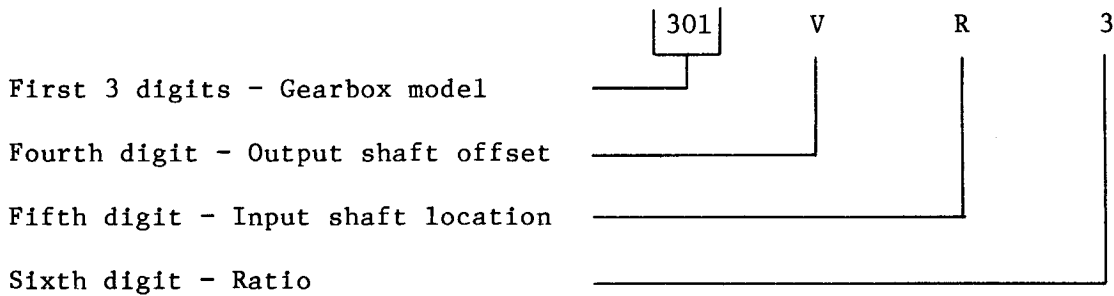 301 V R 3
First 3 digits - Gearbox model
Fourth digit - Output shaft offset
Fifth digit - Input shaft location
Sixth digit - Ratio